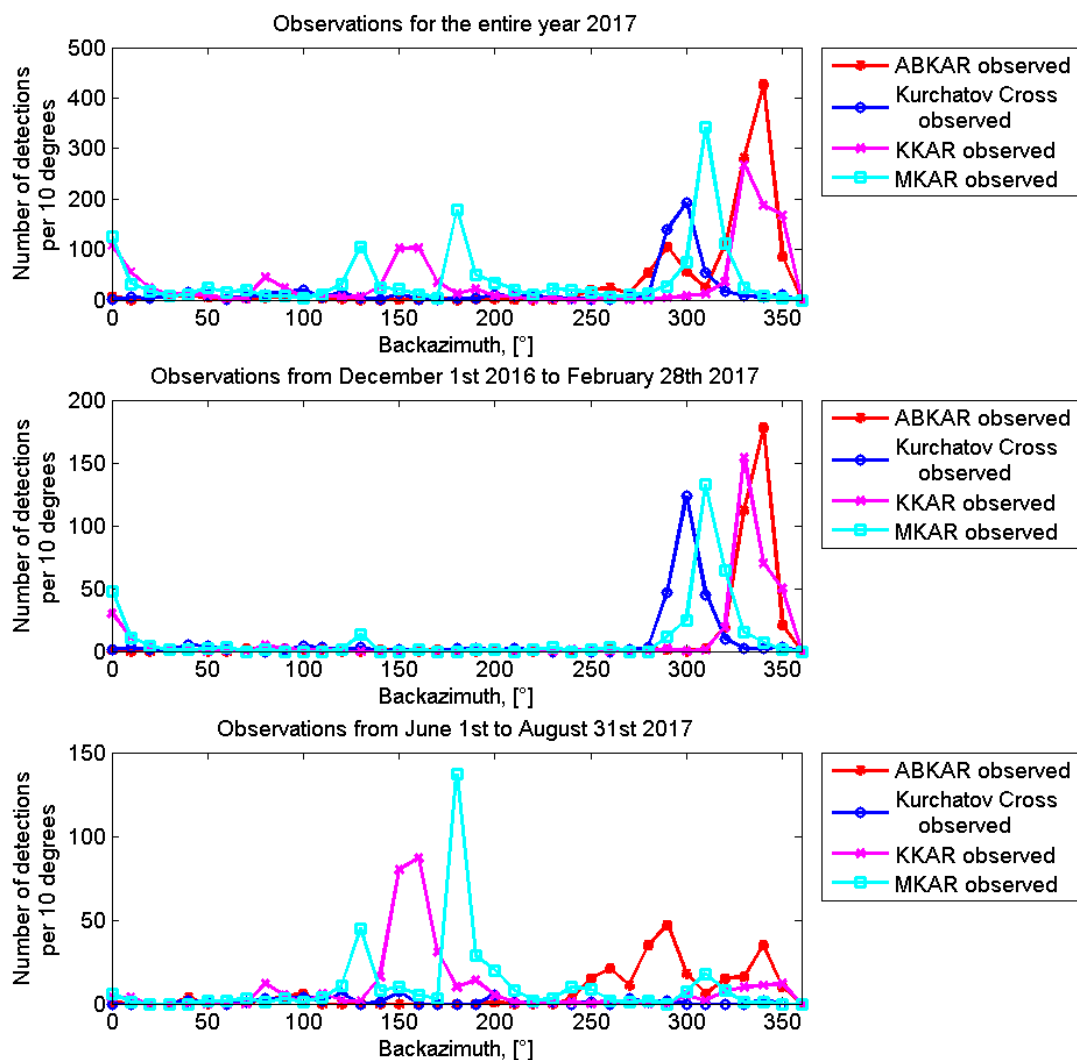 Observations for the entire year 2017
Number of detections
per 10 degrees
500
400
300
200
100
0
0 50 100 150 200 250 300 350
Backazimuth, [°]
ABKAR observed
Kurchatov Cross
observed
KKAR observed
MKAR observed
Observations from December 1st 2016 to February 28th 2017
Number of detections
per 10 degrees
200
150
100
50
0
0 50 100 150 200 250 300 350
Backazimuth, [°]
ABKAR observed
Kurchatov Cross
observed
KKAR observed
MKAR observed
Observations from June 1st to August 31st 2017
Number of detections
per 10 degrees
150
100
50
0
0 50 100 150 200 250 300 350
Backazimuth, [°]
ABKAR observed
Kurchatov Cross
observed
KKAR observed
MKAR observed